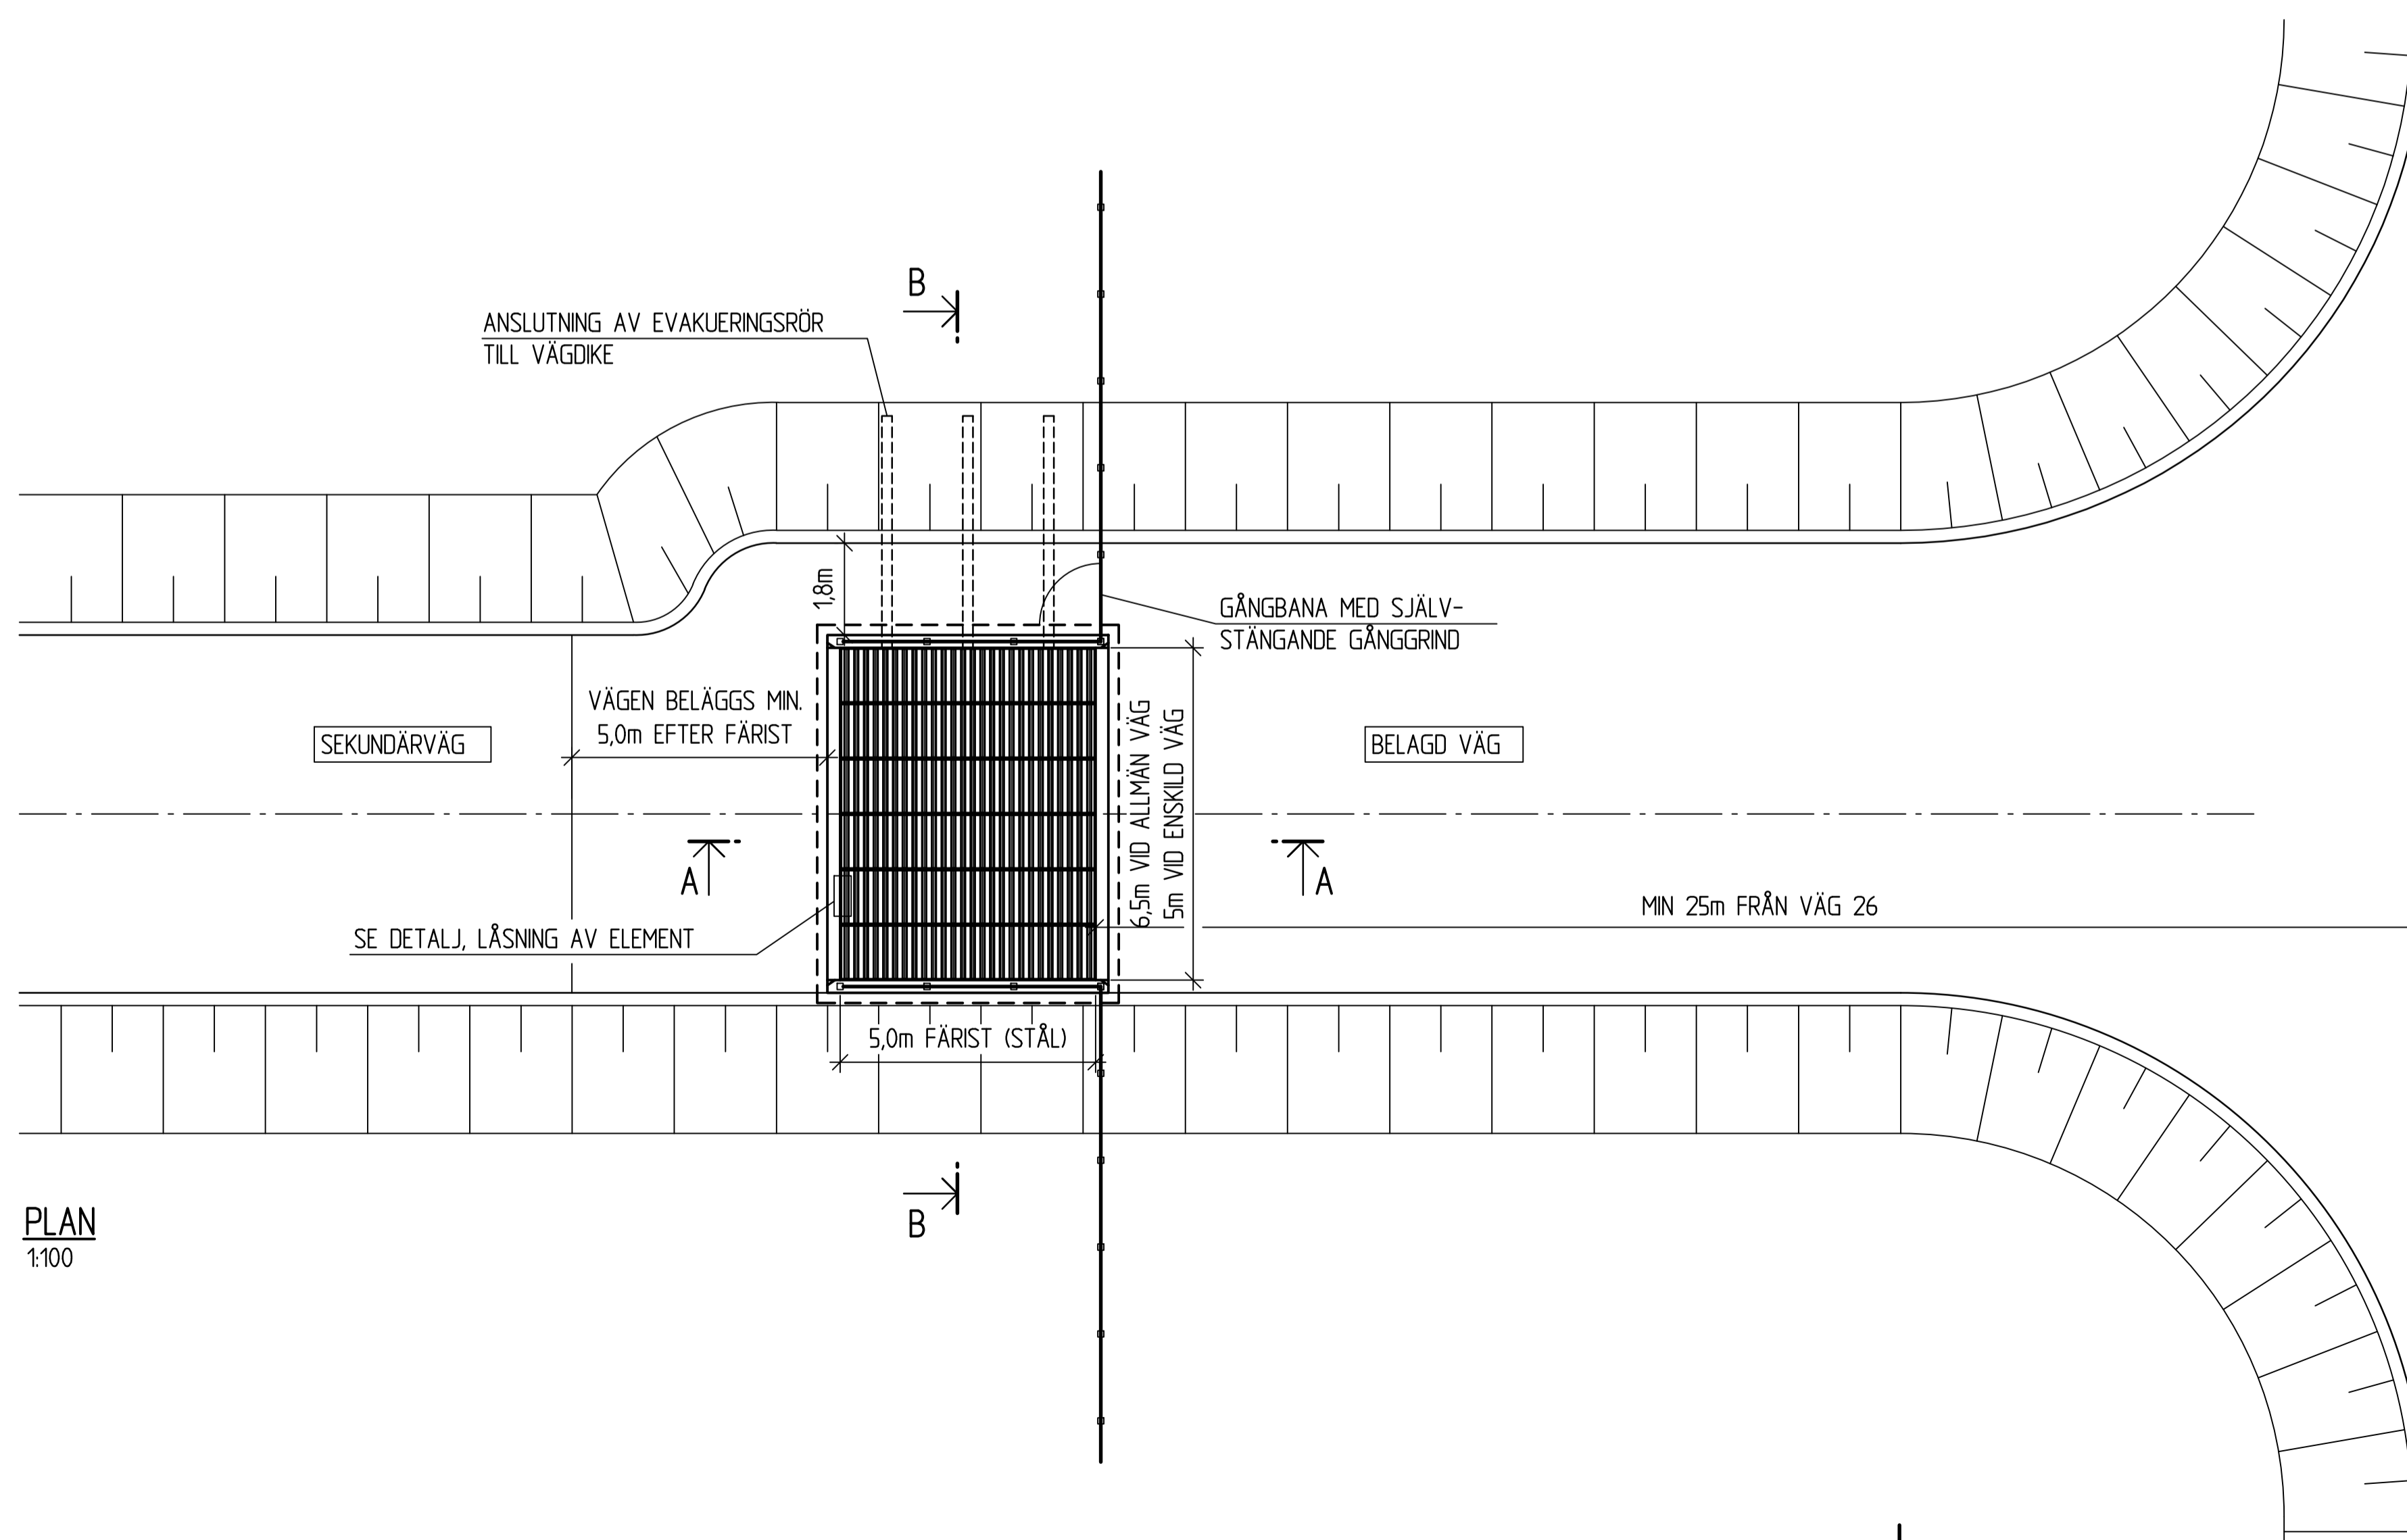 B
ANSLUTNING AV EVAKUERINGSRÖR
TILL VÄGDIKE
1,8m
GÅNGBANA MED SJÄLV-
STÄNGANDE GÅNGGRIND
VÄGEN BELÄGGS MIN.
5,0m EFTER FÄRIST
SEKUNDÄRVÄG
BELAGD VÄG
6,5m VID ALLMÄN VÄG
5m VID ENSKILD VÄG
A
A
MIN 25m FRÅN VÄG 26
SE DETALJ, LÅSNING AV ELEMENT
5,0m FÄRIST (STÅL)
B
PLAN
1:100